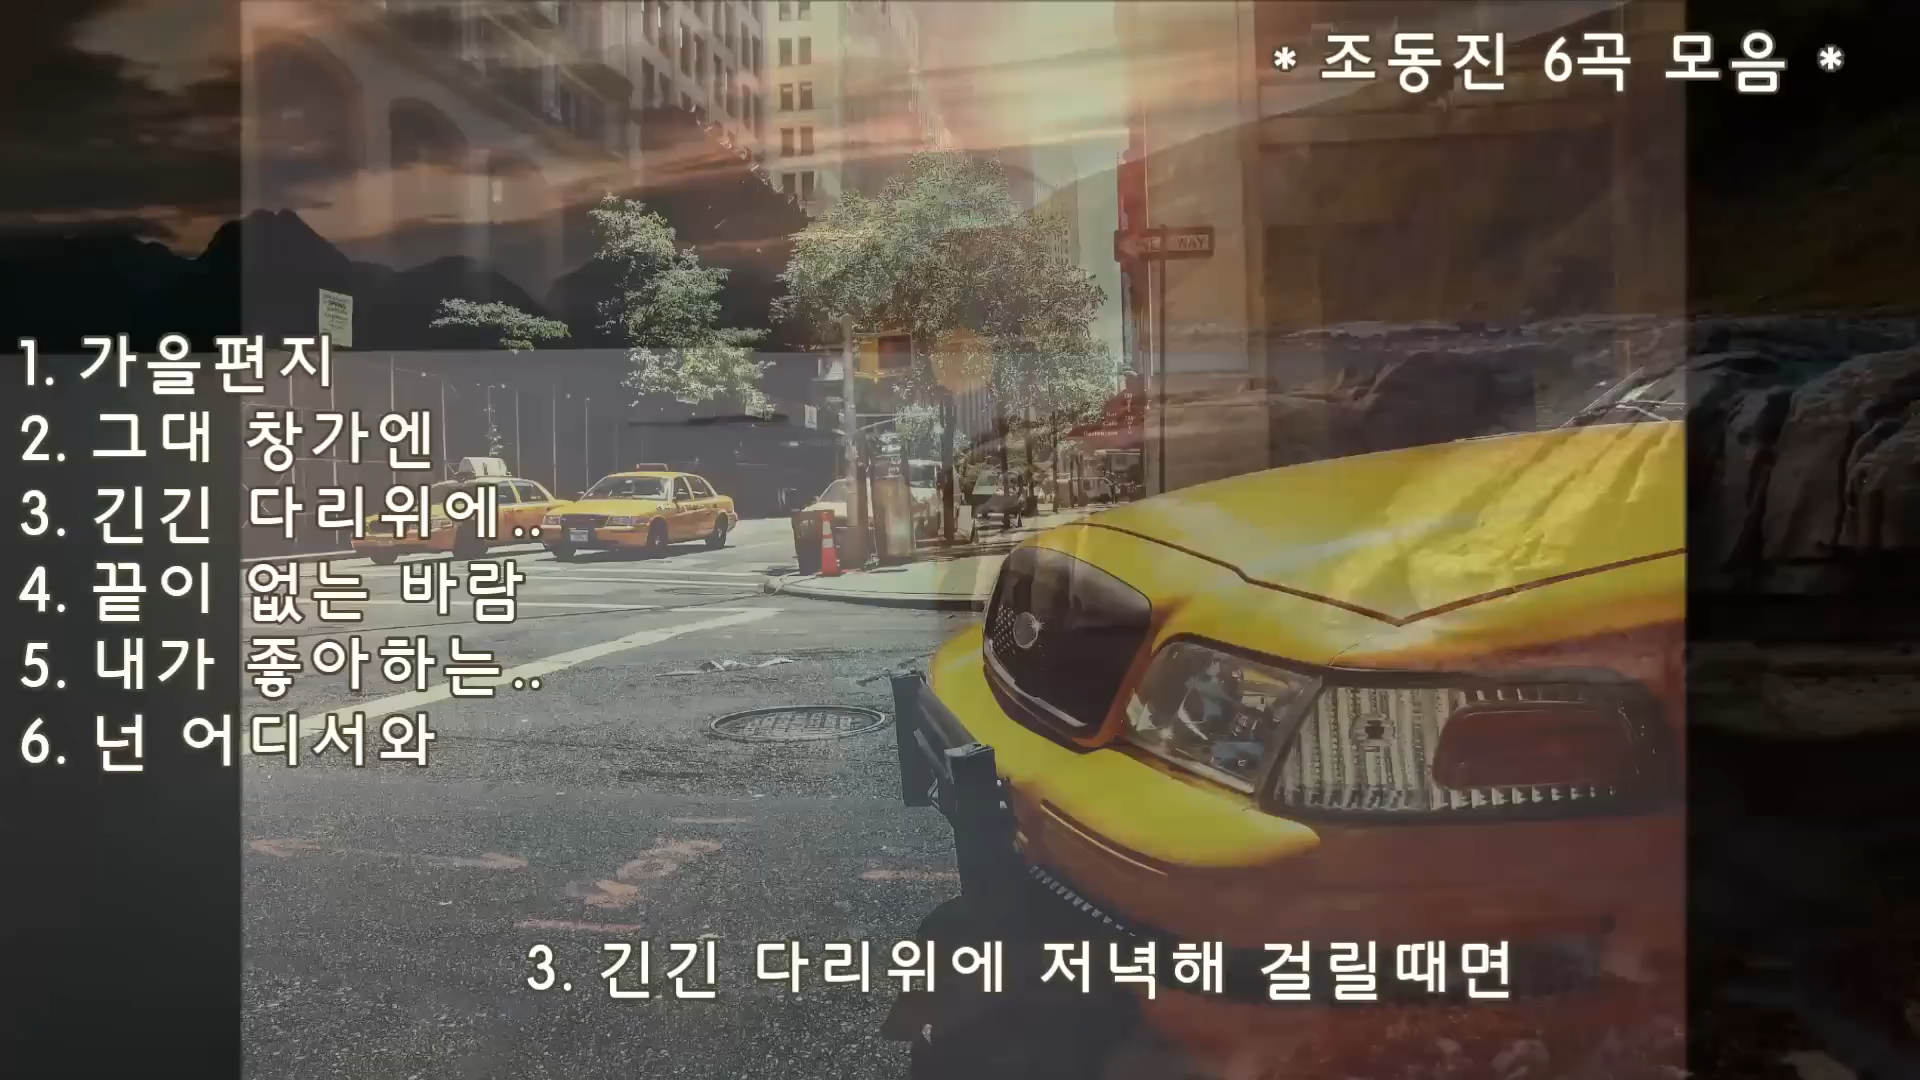 * 조동진 6곡 모음 *
WAY
1. 가을편지
2. 그대 창가엔
3. 긴긴 다리위에..
4. 끝이 없는 바람
5. 내가 좋아하는..
6. 넌 어디서와
3. 긴긴 다리위에 저녁해 걸릴때면